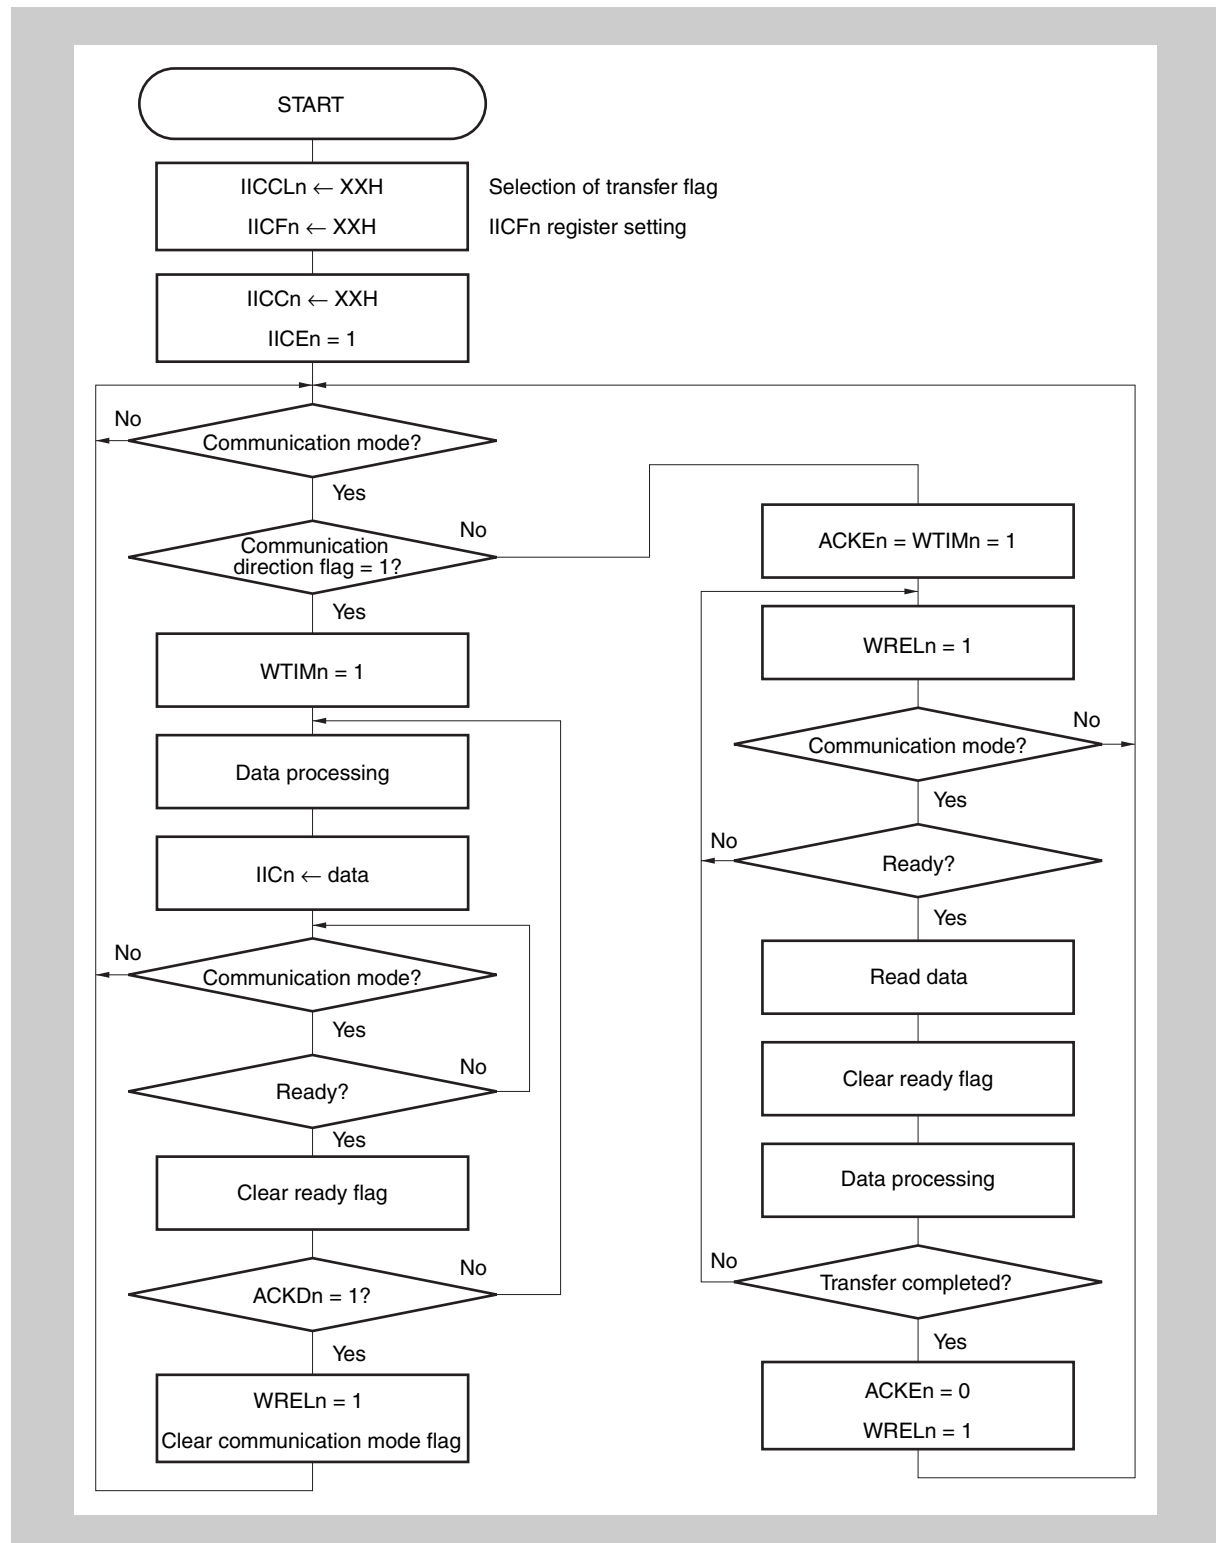 START
IICCLn ← XXH
Selection of transfer flag
IICFn ← XXH
IICFn register setting
IICCn ← XXH
IICEn = 1
No
Communication mode?
Yes
No
Communication
direction flag = 1?
Yes
WTIMn = 1
Data processing
IICn ← data
No
Communication mode?
Yes
No
Ready?
Yes
Clear ready flag
No
ACKDn = 1?
Yes
WRELn = 1
Clear communication mode flag
ACKEn = WTIMn = 1
WRELn = 1
No
Communication mode?
Yes
No
Ready?
Yes
Read data
Clear ready flag
Data processing
No
Transfer completed?
Yes
ACKEn = 0
WRELn = 1